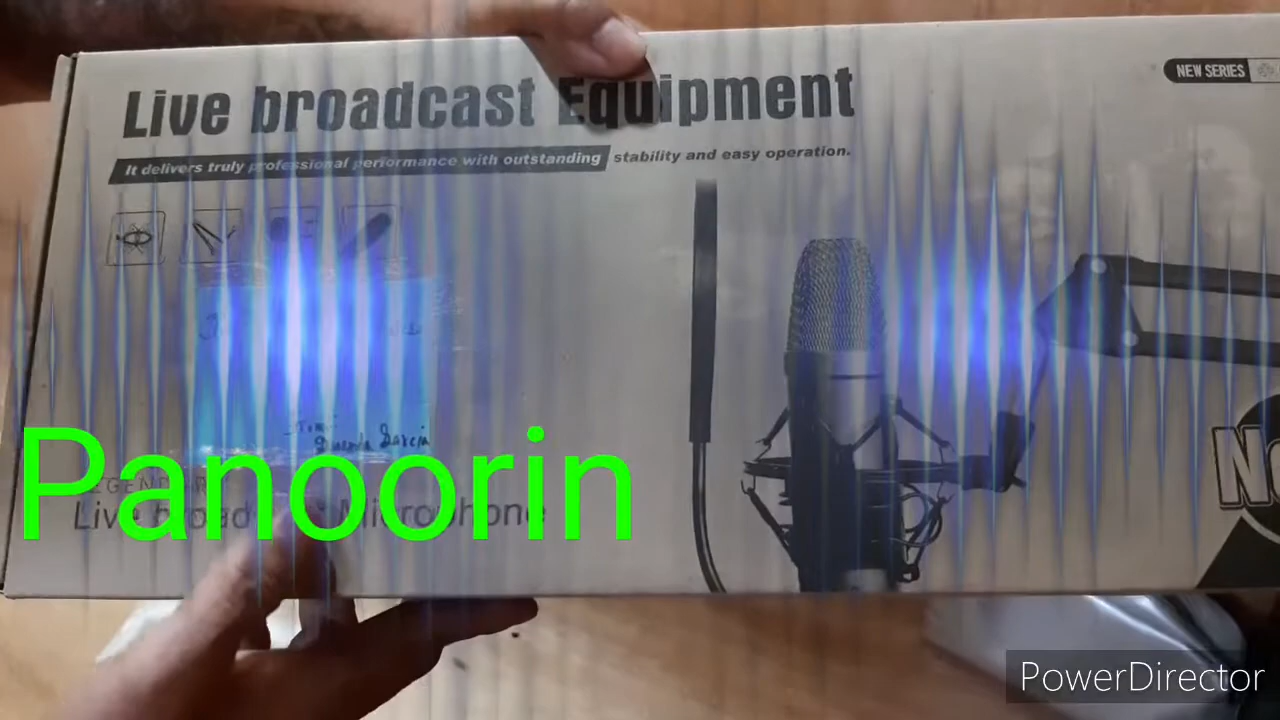 Live broadcast Equipment
NEW SERIES
It delivers truly professional performance with outstanding stability and easy operation.
Panoorin
Live broad Microphone
PowerDirector